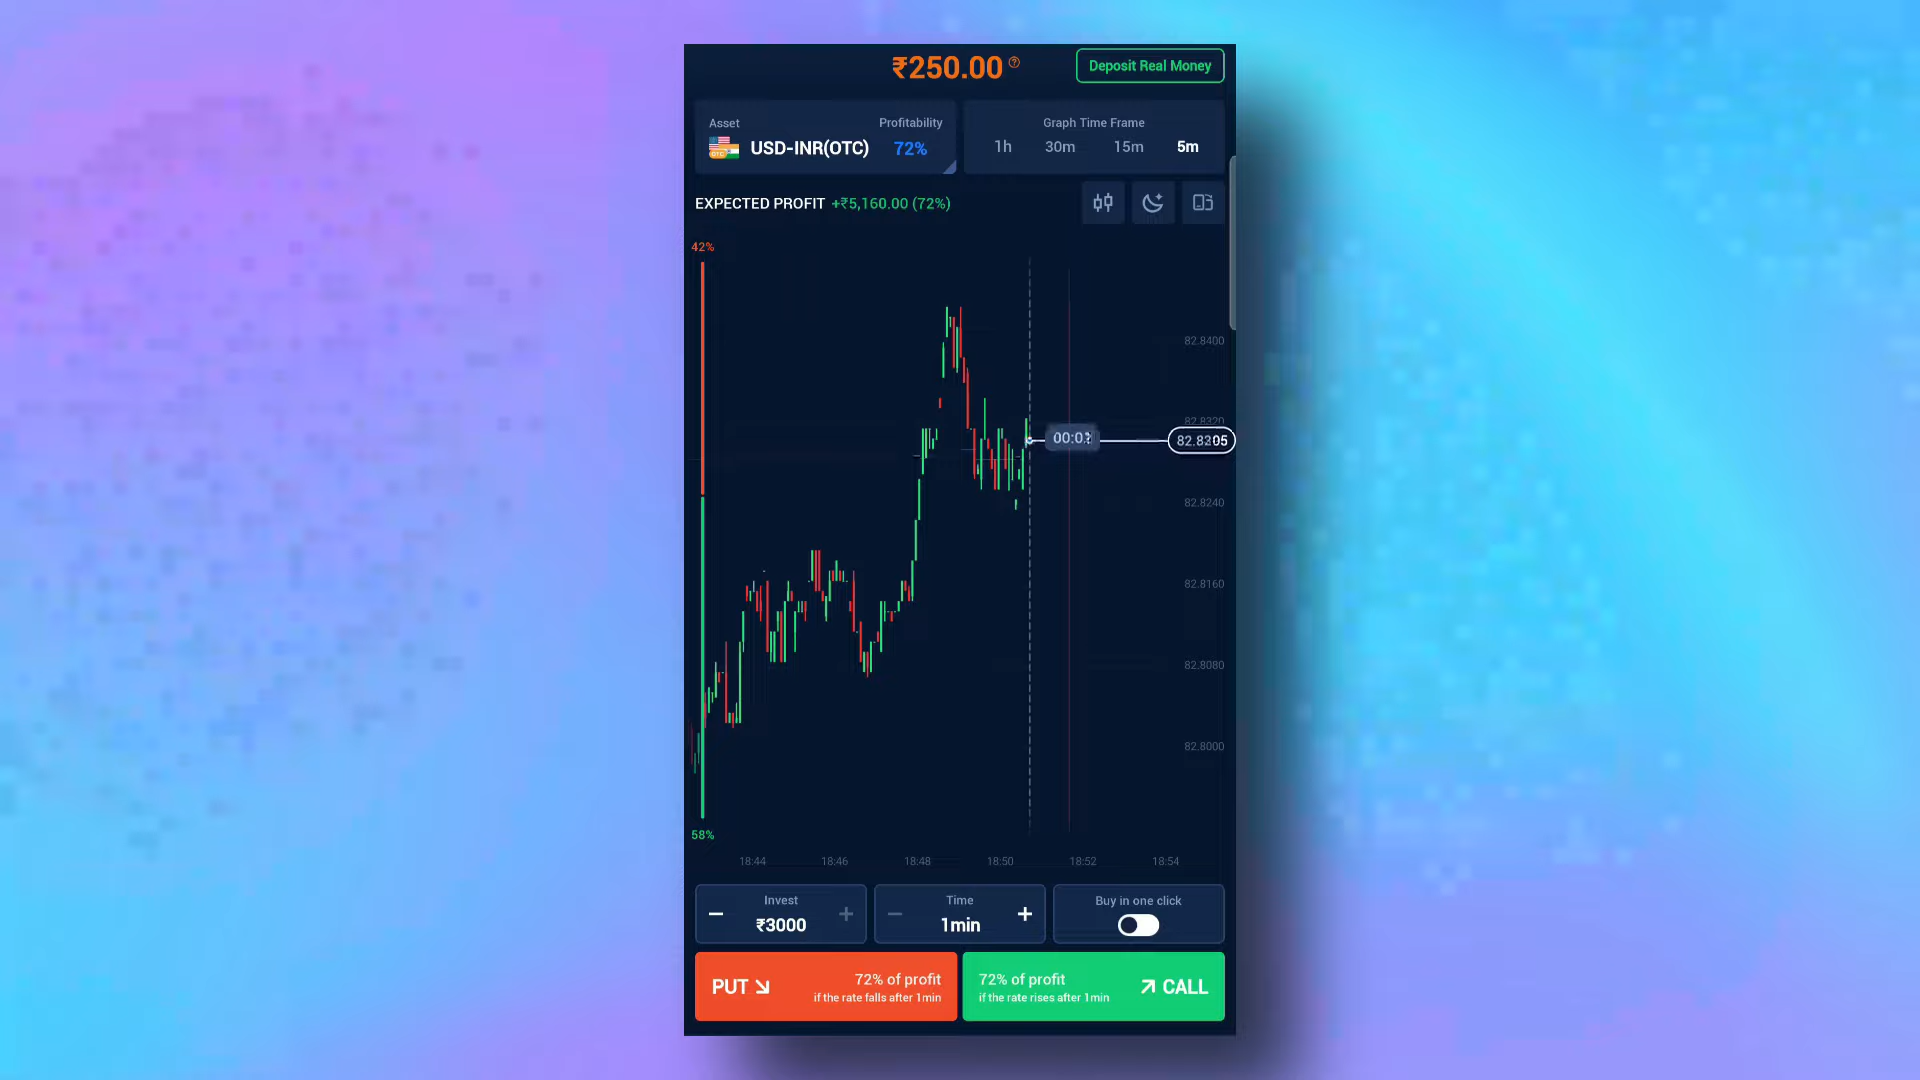 ₹250.00
Deposit Real Money
Asset
Profitability
USD-INR(OTC)
72%
Graph Time Frame
1h 30m 15m 5m
EXPECTED PROFIT +₹5,160.00 (72%)
42%
82.8400
82.8320
82.8240
82.8160
82.8080
82.8000
58%
18:44 18:46 18:48 18:50 18:52 18:54
Invest
₹3000
Time
1min
Buy in one click
PUT
72% of profit
if the rate falls after 1min
72% of profit
if the rate rises after 1min
CALL